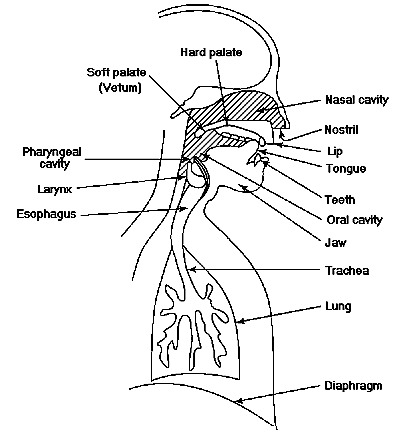 Hard palate
Soft palate
(Vetum)
Nasal cavity
Nostril
Lip
Pharyngeal
cavity
Tongue
Larynx
Teeth
Esophagus
Oral cavity
Jaw
Trachea
Lung
Diaphragm